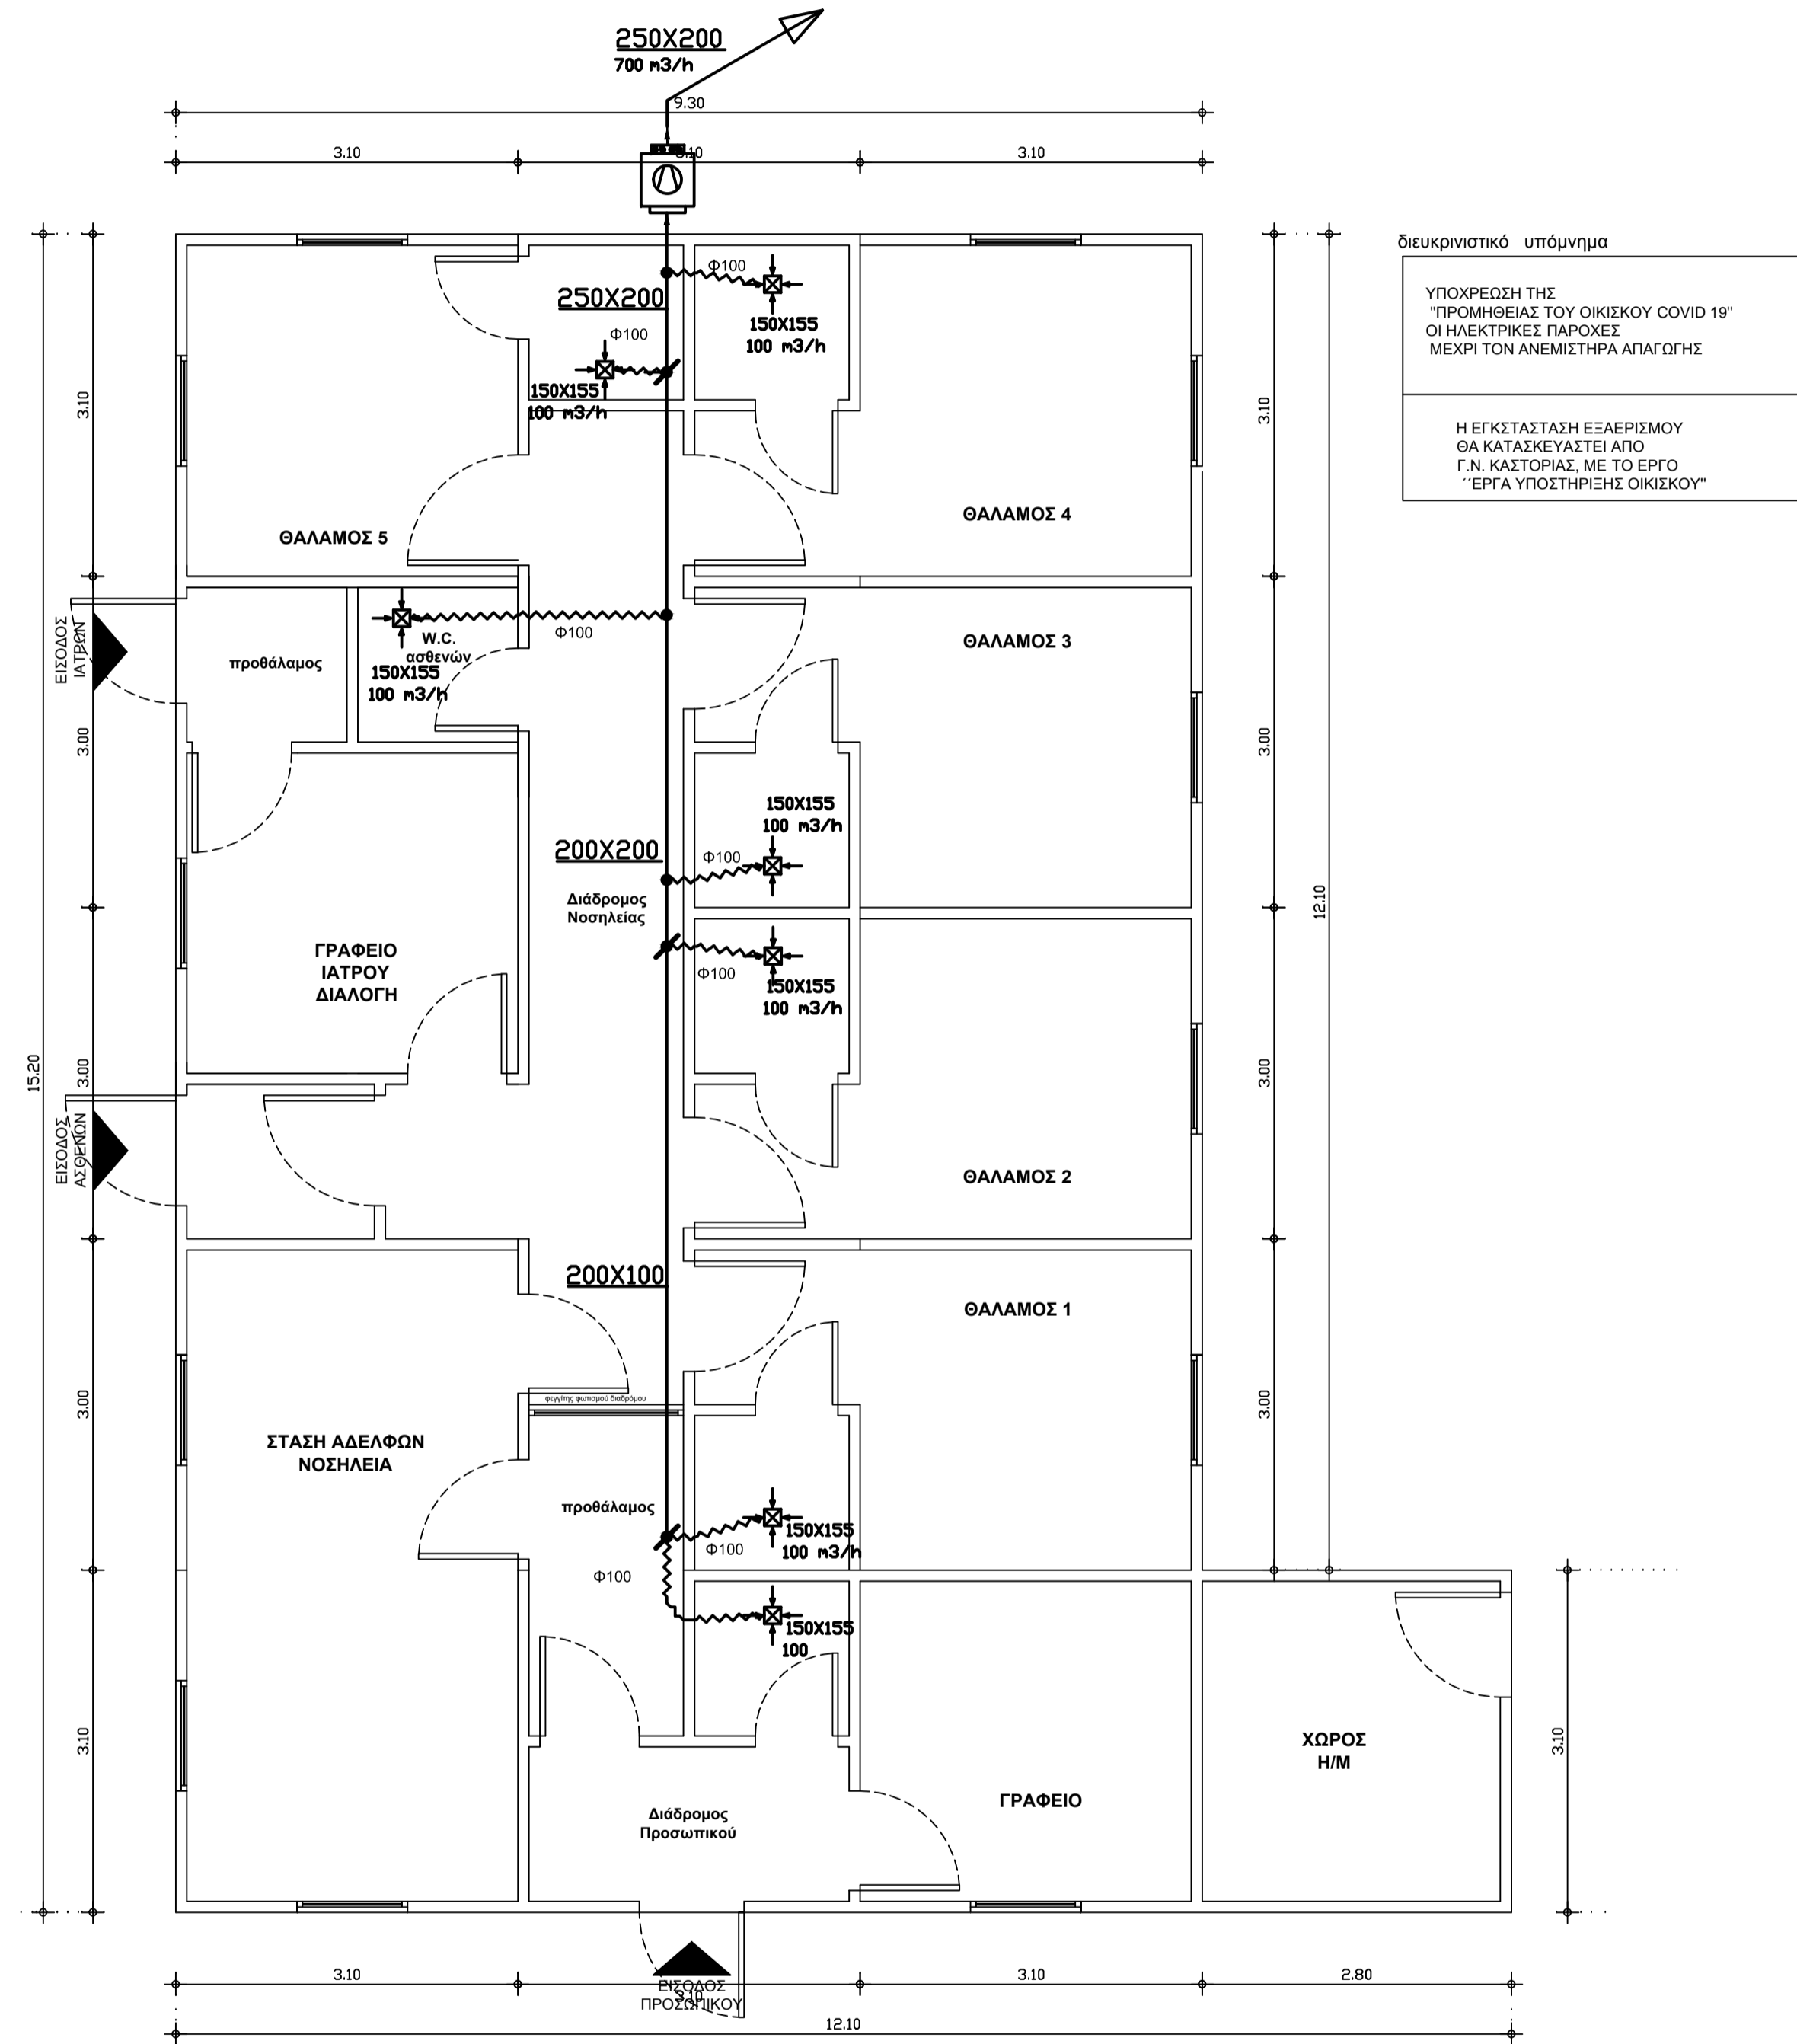 250X200
700 m3/h
9.30
3.10
3.10
3.10
διευκρινιστικό υπόμνημα
ΥΠΟΧΡΕΩΣΗ ΤΗΣ
"ΠΡΟΜΗΘΕΙΑΣ ΤΟΥ ΟΙΚΙΣΚΟΥ COVID 19"
ΟΙ ΗΛΕΚΤΡΙΚΕΣ ΠΑΡΟΧΕΣ
ΜΕΧΡΙ ΤΟΝ ΑΝΕΜΙΣΤΗΡΑ ΑΠΑΓΩΓΗΣ
Η ΕΓΚΣΤΑΣΤΑΣΗ ΕΞΑΕΡΙΣΜΟΥ
ΘΑ ΚΑΤΑΣΚΕΥΑΣΤΕΙ ΑΠΟ
Γ.Ν. ΚΑΣΤΟΡΙΑΣ, ΜΕ ΤΟ ΕΡΓΟ
΄΄ΕΡΓΑ ΥΠΟΣΤΗΡΙΞΗΣ ΟΙΚΙΣΚΟΥ"
Φ100
250X200
150X155
100 m3/h
Φ100
150X155
100 m3/h
3.10
3.10
ΘΑΛΑΜΟΣ 4
ΘΑΛΑΜΟΣ 5
ΕΙΣΟΔΟΣ
ΙΑΤΡΩΝ
προθάλαμος
Φ100
W.C.
ασθενών
150X155
100 m3/h
ΘΑΛΑΜΟΣ 3
3.00
3.00
150X155
100 m3/h
200X200
Φ100
Διάδρομος
Νοσηλείας
12.10
ΓΡΑΦΕΙΟ
ΙΑΤΡΟΥ
ΔΙΑΛΟΓΗ
Φ100
150X155
100 m3/h
15.20
3.00
3.00
ΕΙΣΟΔΟΣ
ΑΣΘΕΝΩΝ
ΘΑΛΑΜΟΣ 2
200X100
ΘΑΛΑΜΟΣ 1
3.00
3.00
φεγγίτης φωτισμού διαδρόμου
ΣΤΑΣΗ ΑΔΕΛΦΩΝ
ΝΟΣΗΛΕΙΑ
προθάλαμος
150X155
100 m3/h
Φ100
Φ100
150X155
100
3.10
3.10
ΧΩΡΟΣ
Η/Μ
ΓΡΑΦΕΙΟ
Διάδρομος
Προσωπικού
3.10
ΕΙΣΟΔΟΣ
ΠΡΟΣΩΠΙΚΟΥ
3.10
3.10
2.80
12.10